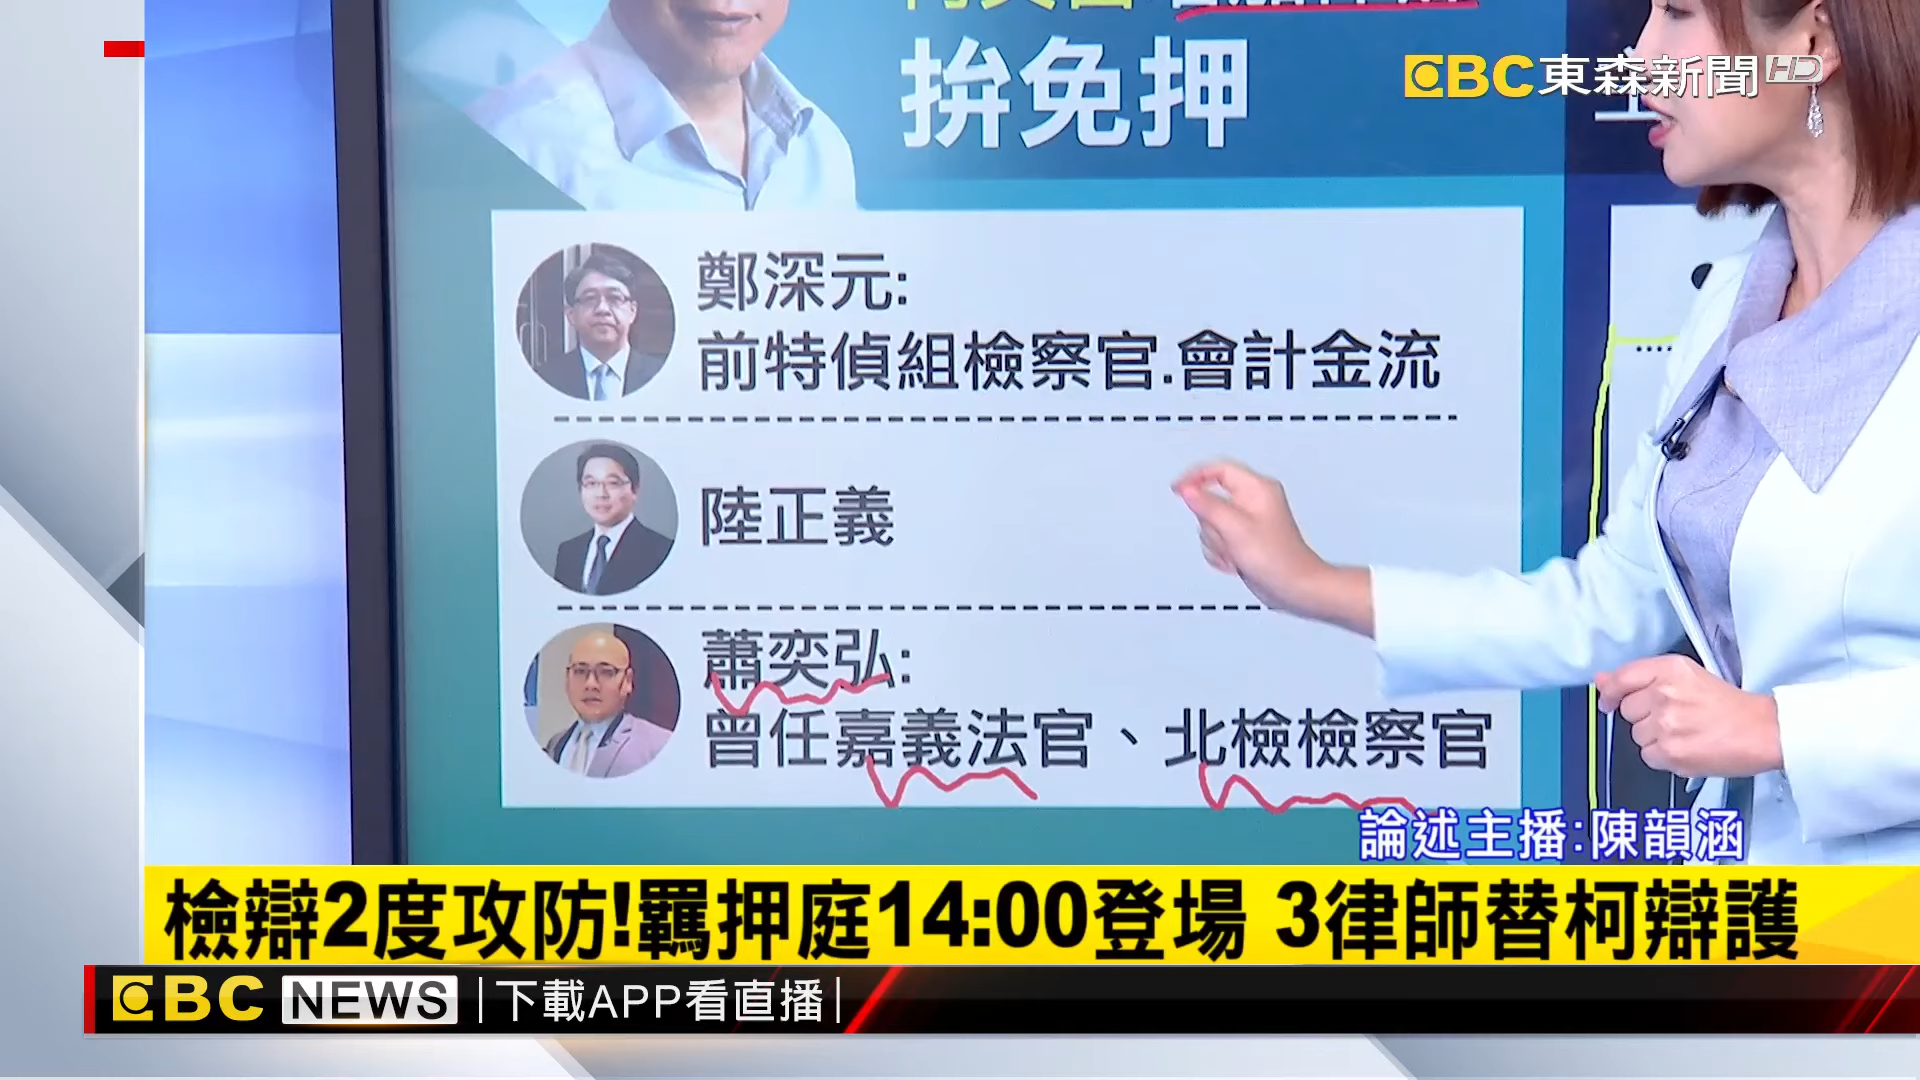 拚免押
EBC東森新聞HD
鄭深元:
前特偵組檢察官.會計金流
陸正義
蕭奕弘:
曾任嘉義法官、北檢檢察官
論述主播:陳韻涵
檢辯2度攻防!羈押庭14:00登場 3律師替柯辯護
EBC NEWS 下載APP看直播